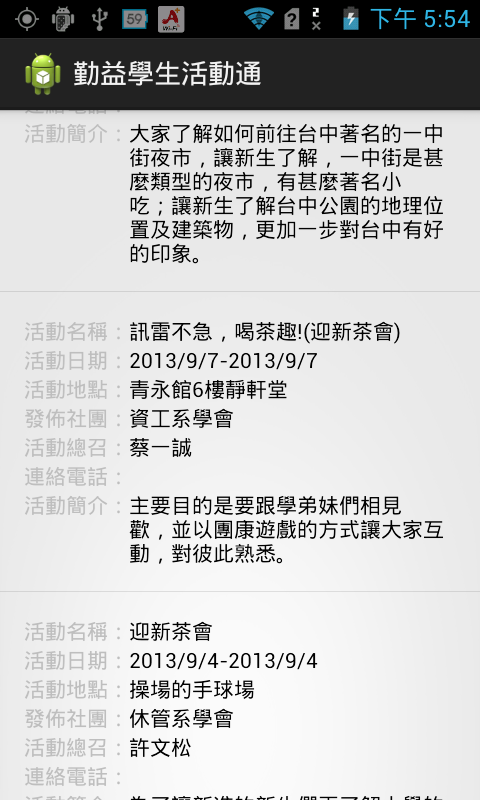 59
A+
Wi-Fi
下午 5:54
勤益學生活動通
連絡電話：
活動簡介：大家了解如何前往台中著名的一中
街夜市，讓新生了解，一中街是甚
麼類型的夜市，有甚麼著名小
吃；讓新生了解台中公園的地理位
置及建築物，更加一步對台中有好
的印象。
活動名稱：訊雷不急，喝茶趣!(迎新茶會)
活動日期：2013/9/7-2013/9/7
活動地點：青永館6樓靜軒堂
發佈社團：資工系學會
活動總召：蔡一誠
連絡電話：
活動簡介：主要目的是要跟學弟妹們相見
歡，並以團康遊戲的方式讓大家互
動，對彼此熟悉。
活動名稱：迎新茶會
活動日期：2013/9/4-2013/9/4
活動地點：操場的手球場
發佈社團：休管系學會
活動總召：許文松
連絡電話：